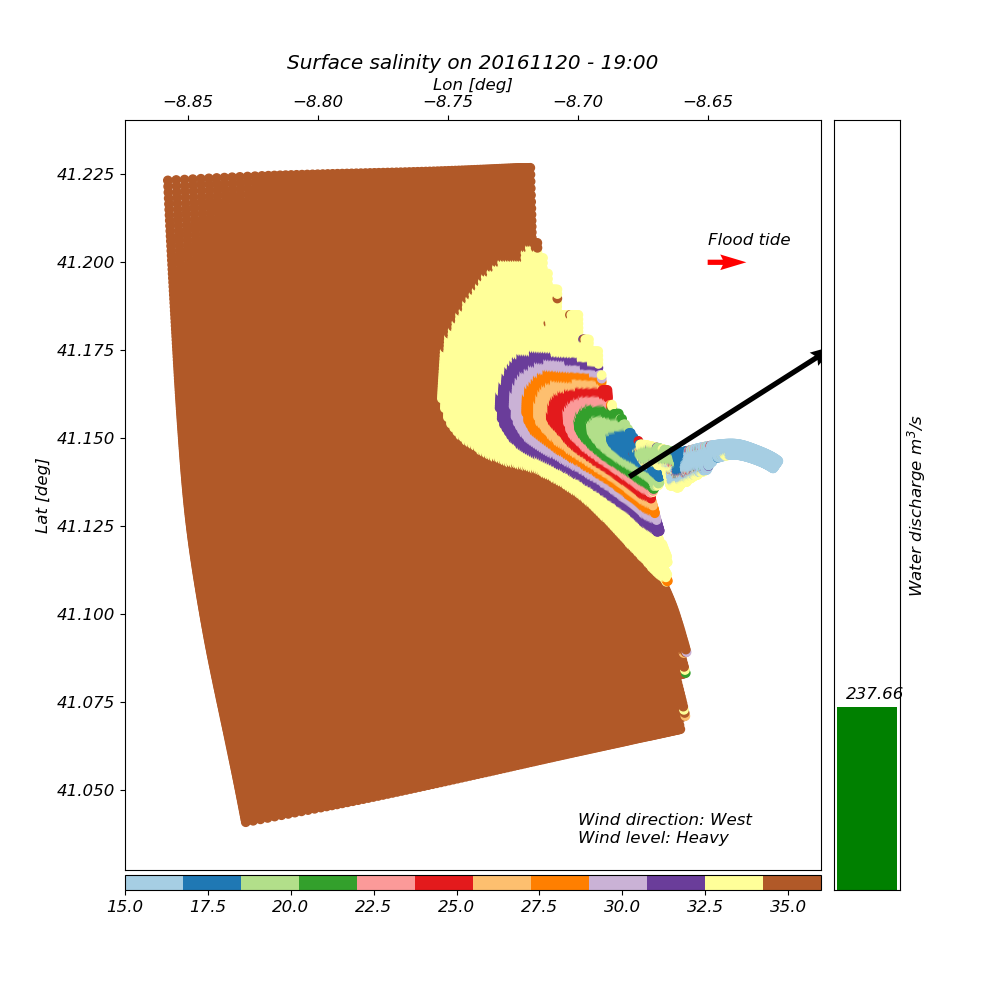 Surface salinity on 20161120 - 19:00
Lon [deg]
−8.85 −8.80 −8.75 −8.70 −8.65
41.225
41.200
41.175
41.150
41.125
41.100
41.075
41.050
Lat [deg]
Flood tide
Wind direction: West
Wind level: Heavy
237.66
Water discharge m³/s
15.0 17.5 20.0 22.5 25.0 27.5 30.0 32.5 35.0